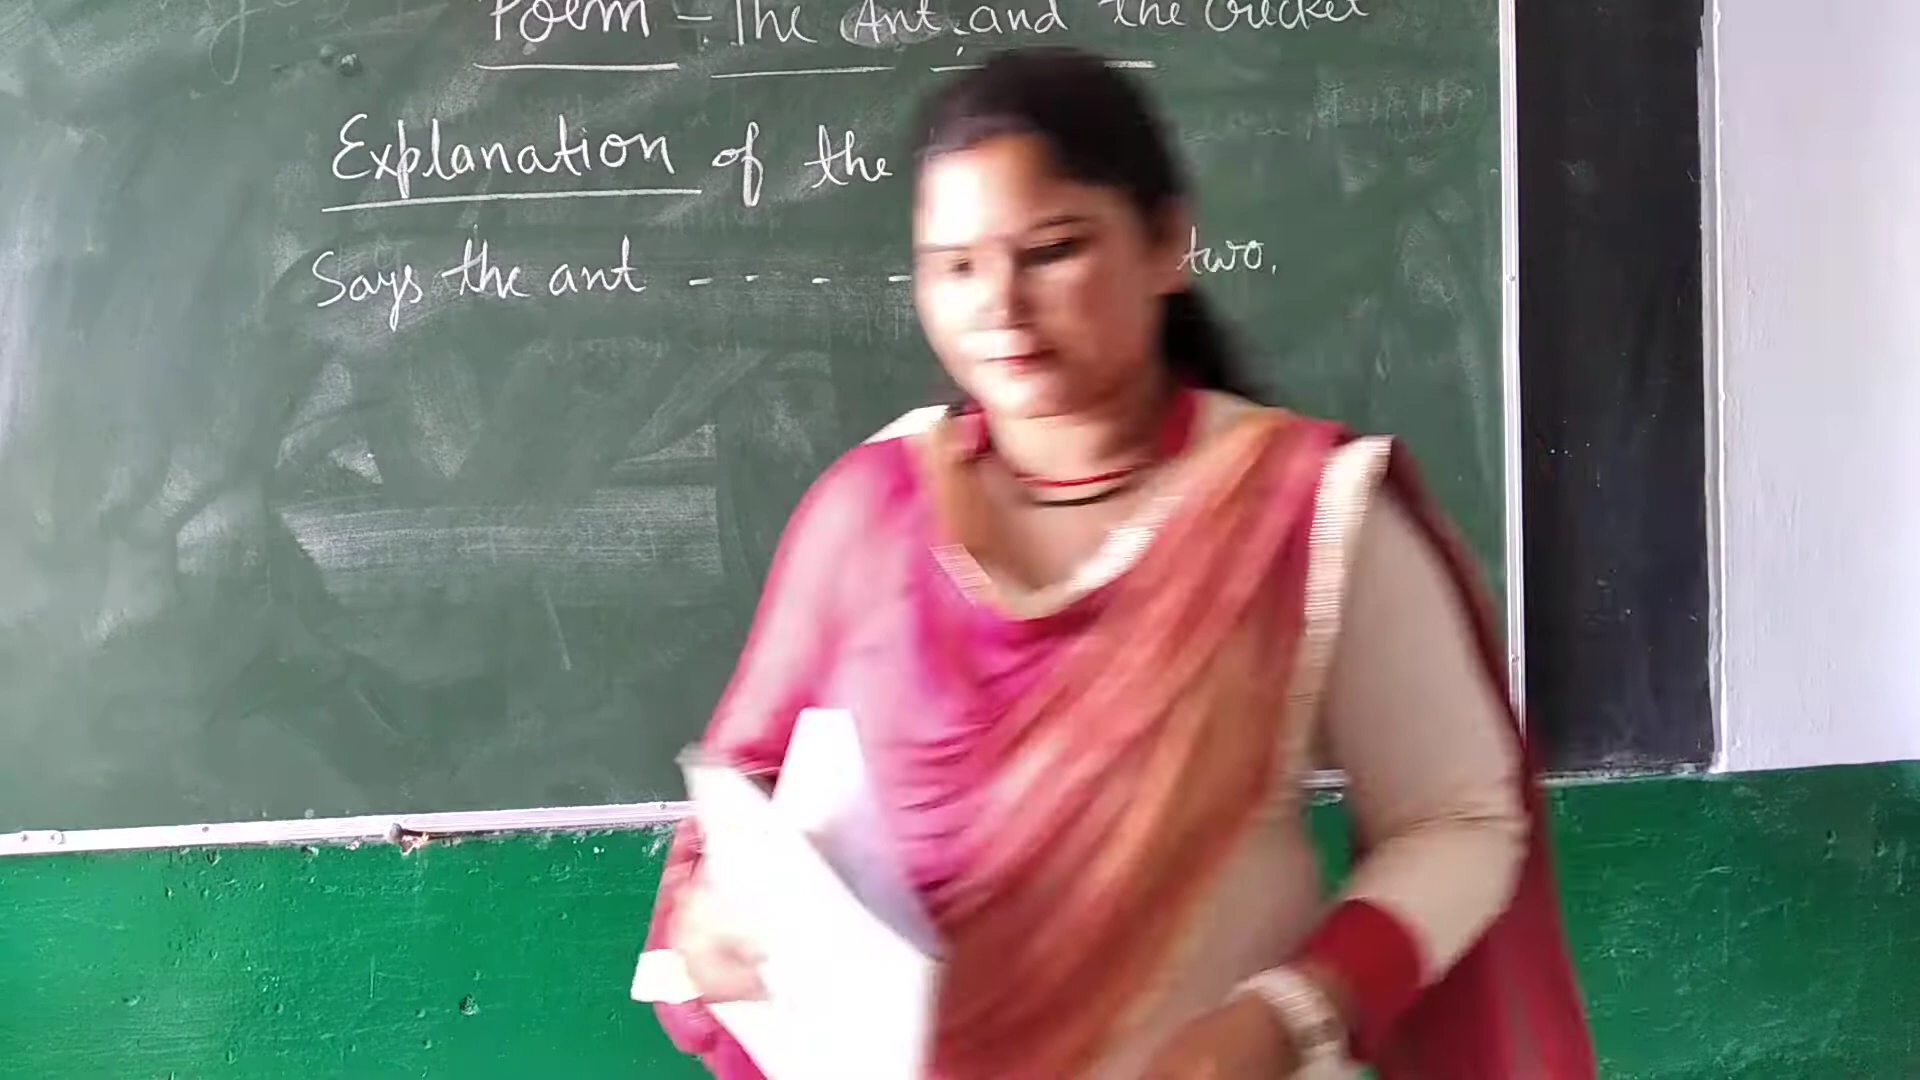 Poem - The Ant and the Cricket
Explanation of the
Says the ant - - - - two.